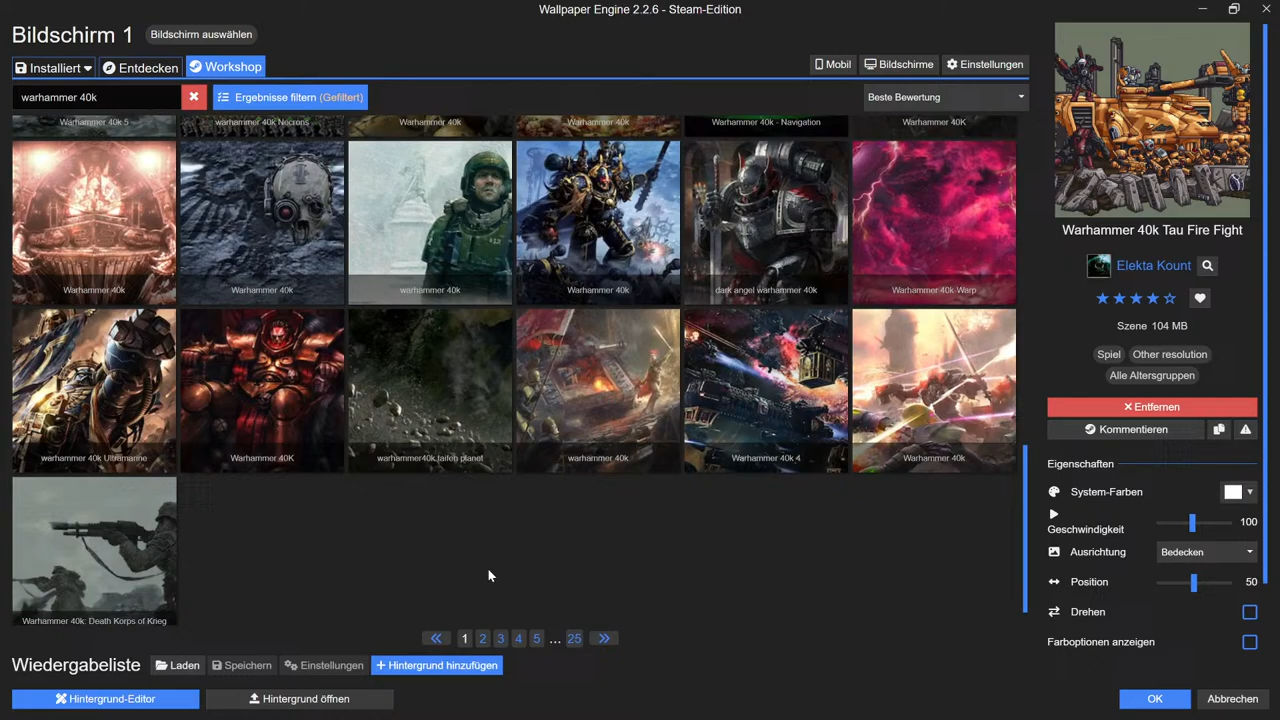 Wallpaper Engine 2.2.6 - Steam-Edition
Bildschirm 1
Bildschirm auswählen
Installiert
Entdecken
Workshop
Mobil
Bildschirme
Einstellungen
warhammer 40k
Ergebnisse filtern (Gefiltert)
Beste Bewertung
Warhammer 40k 5
warhammer 40k Necrons
Warhammer 40k
Warhammer 40k
Warhammer 40k - Navigation
Warhammer 40K
Warhammer 40k
Warhammer 40k
warhammer 40k
Warhammer 40k
dark angel warhammer 40k
Warhammer 40k-Warp
warhammer 40k Ultramarine
Warhammer 40K
warhammer40k taifen planet
warhammer 40k
Warhammer 40k 4
Warhammer 40k
Warhammer 40k: Death Korps of Krieg
1 2 3 4 5 ... 25
Wiedergabeliste
Laden
Speichern
Einstellungen
Hintergrund hinzufügen
Hintergrund-Editor
Hintergrund öffnen
Warhammer 40k Tau Fire Fight
Elekta Kount
Szene 104 MB
Spiel
Other resolution
Alle Altersgruppen
Entfernen
Kommentieren
Eigenschaften
System-Farben
Geschwindigkeit
100
Ausrichtung
Bedecken
Position
50
Drehen
Farboptionen anzeigen
OK
Abbrechen